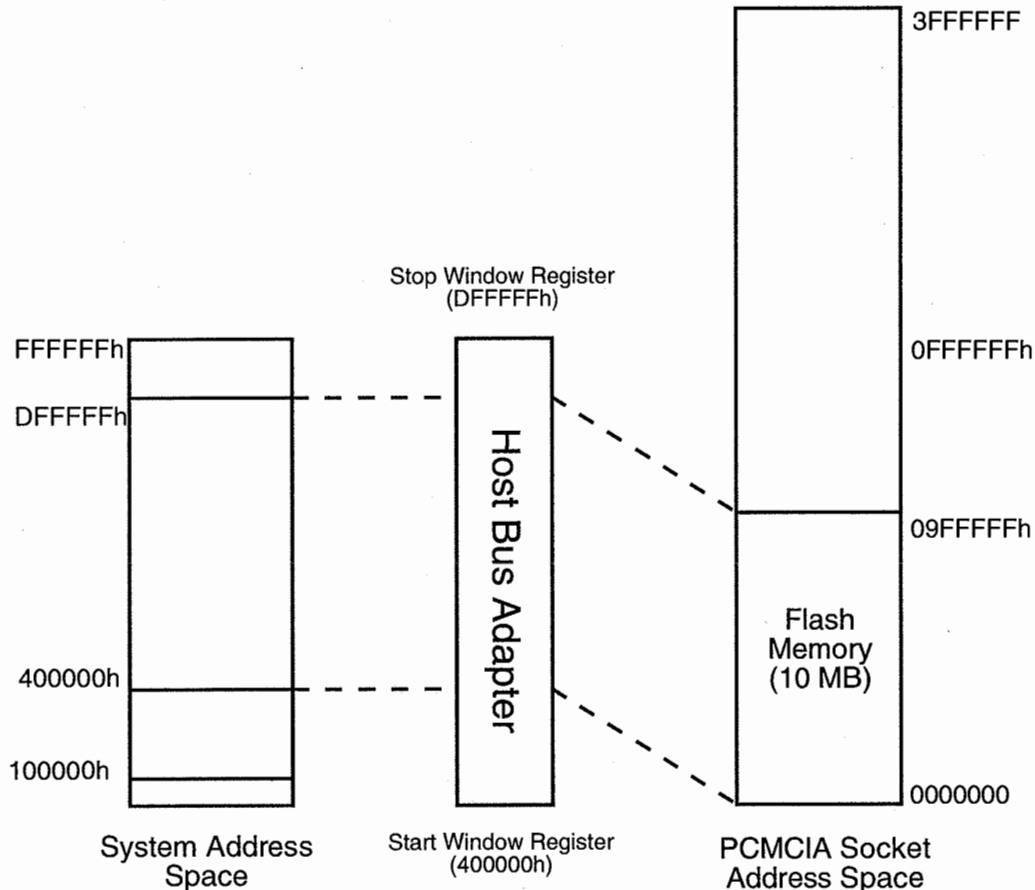 3FFFFFF
Stop Window Register
(DFFFFFh)
FFFFFFh
0FFFFFFh
DFFFFFh
Host Bus Adapter
09FFFFFh
Flash
Memory
(10 MB)
400000h
100000h
0000000
System Address
Space
Start Window Register
(400000h)
PCMCIA Socket
Address Space